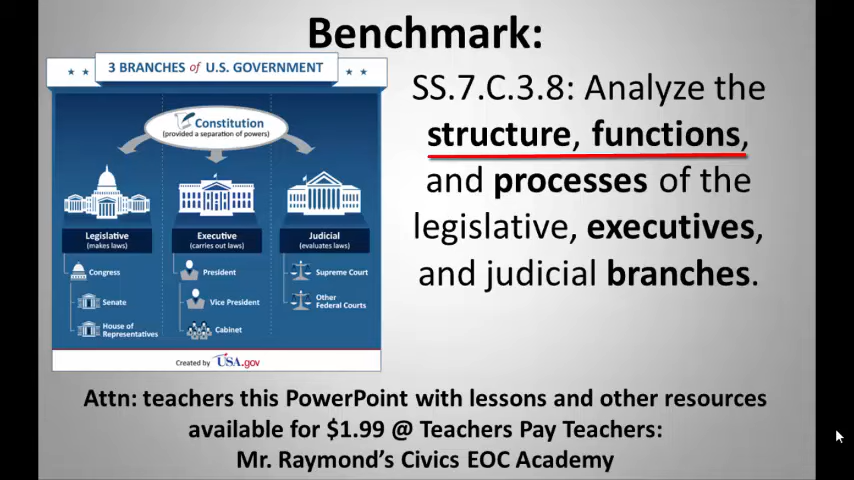 Benchmark:
3 BRANCHES of U.S. GOVERNMENT
Constitution
(provided a separation of powers)
Legislative
(makes laws)
Congress
Senate
House of
Representatives
Executive
(carries out laws)
President
Vice President
Cabinet
Judicial
(evaluates laws)
Supreme Court
Other
Federal Courts
Created by USA.gov
SS.7.C.3.8: Analyze the
structure, functions,
and processes of the
legislative, executives,
and judicial branches.
Attn: teachers this PowerPoint with lessons and other resources
available for $1.99 @ Teachers Pay Teachers:
Mr. Raymond's Civics EOC Academy